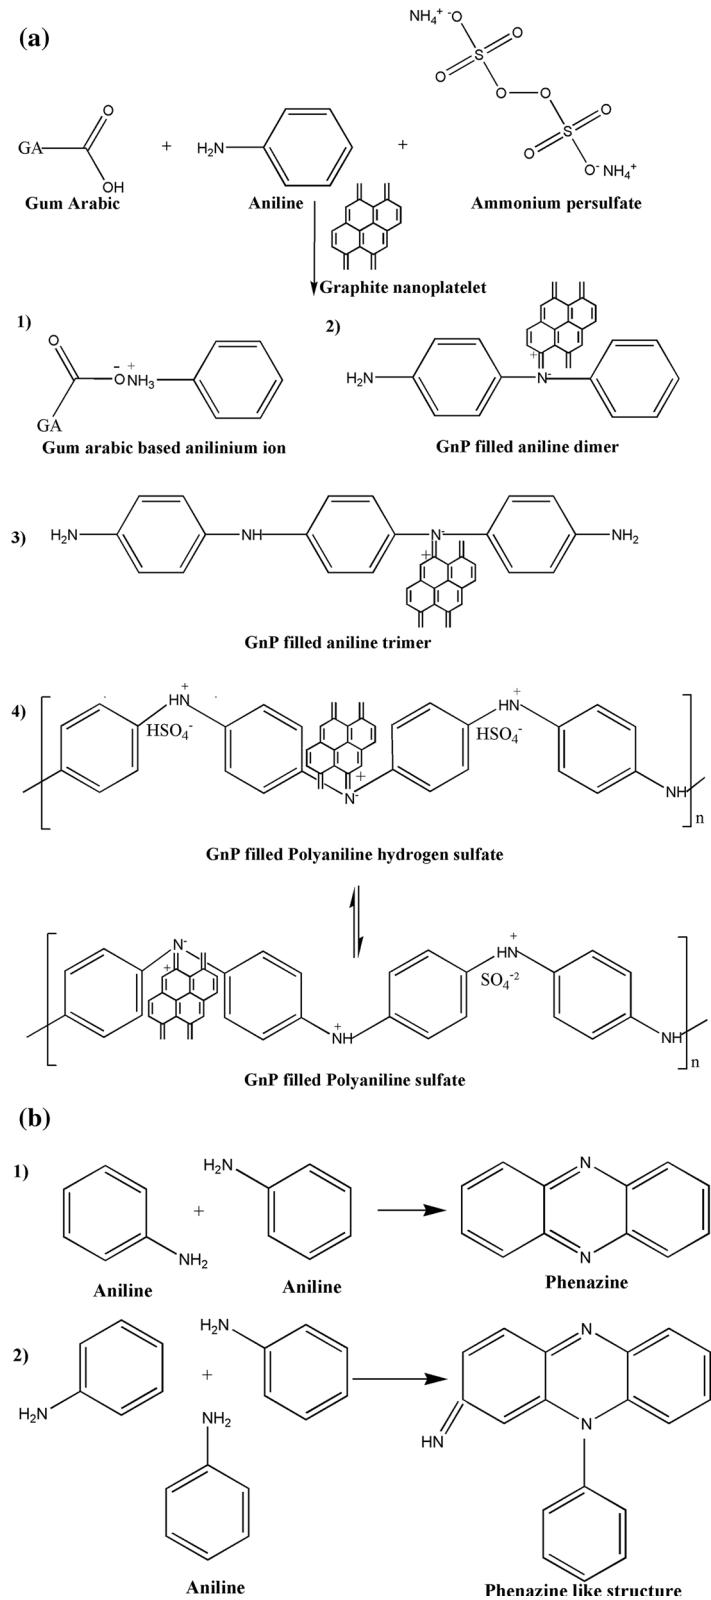 (a)
NH4+ -O
O
S
O
O O
O
S
O
O- NH4+
GA
O
OH
+
H2N
+
Gum Arabic
Aniline
Ammonium persulfate
Graphite nanoplatelet
1)
O
-
O
+
NH3
GA
Gum arabic based anilinium ion
2)
H2N
+
N-
GnP filled aniline dimer
3)
H2N
NH
N-
+
NH2
GnP filled aniline trimer
4)
+
HN
HSO4-
+
N-
+
HN
HSO4-
NH
n
GnP filled Polyaniline hydrogen sulfate
N-
+
+
NH
+
HN
SO4-2
NH
n
GnP filled Polyaniline sulfate
(b)
1)
NH2
+
H2N
N
N
Aniline
Aniline
Phenazine
2)
H2N
+
H2N
NH2
N
HN
N
Aniline
Phenazine like structure